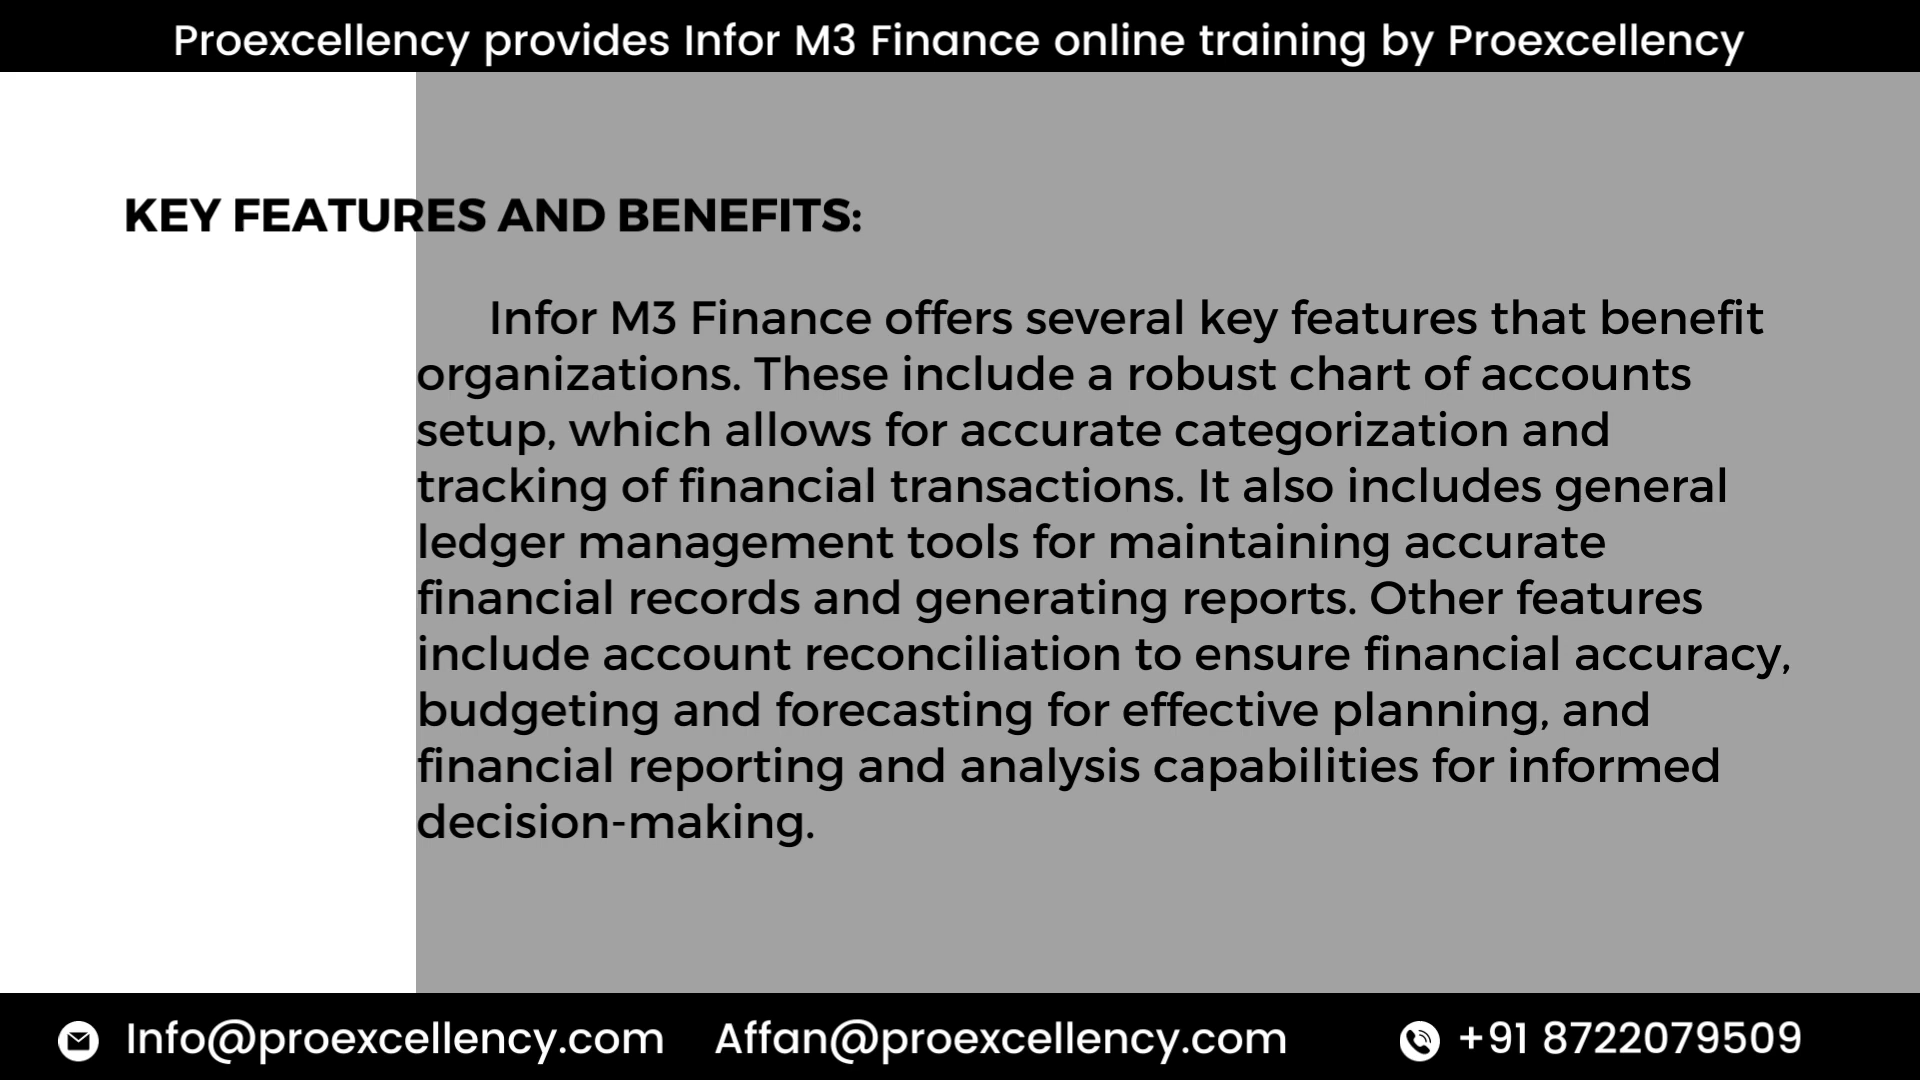 Proexcellency provides Infor M3 Finance online training by Proexcellency
KEY FEATURES AND BENEFITS:
Infor M3 Finance offers several key features that benefit
organizations. These include a robust chart of accounts
setup, which allows for accurate categorization and
tracking of financial transactions. It also includes general
ledger management tools for maintaining accurate
financial records and generating reports. Other features
include account reconciliation to ensure financial accuracy,
budgeting and forecasting for effective planning, and
financial reporting and analysis capabilities for informed
decision-making.
Info@proexcellency.com Affan@proexcellency.com +91 8722079509